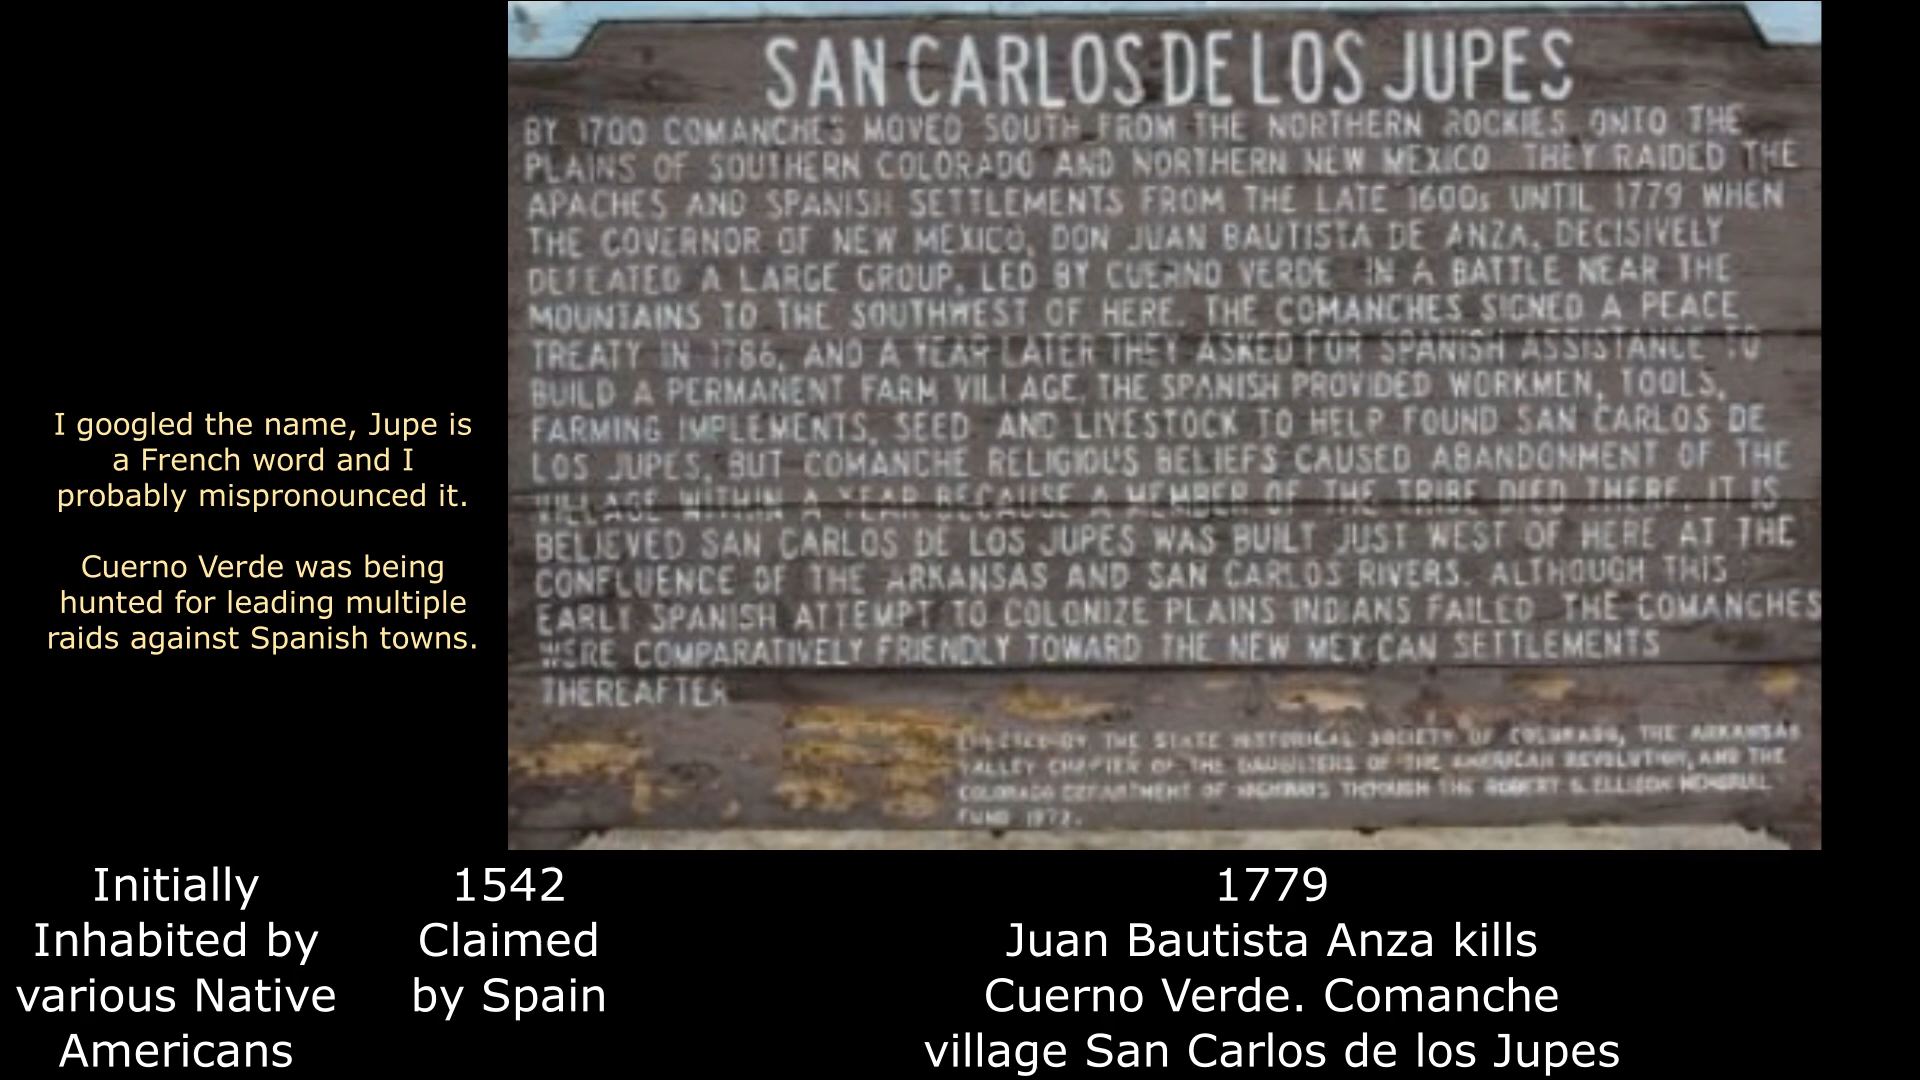 SAN CARLOS DE LOS JUPES
BY 1700 COMANCHES MOVED SOUTH FROM THE NORTHERN ROCKIES ONTO THE
PLAINS OF SOUTHERN COLORADO AND NORTHERN NEW MEXICO THEY RAIDED THE
APACHES AND SPANISH SETTLEMENTS FROM THE LATE 1600s UNTIL 1779 WHEN
THE GOVERNOR OF NEW MEXICO, DON JUAN BAUTISTA DE ANZA, DECISIVELY
DEFEATED A LARGE GROUP, LED BY CUERNO VERDE IN A BATTLE NEAR THE
MOUNTAINS TO THE SOUTHWEST OF HERE. THE COMANCHES SIGNED A PEACE
TREATY IN 1786, AND A YEAR LATER THEY ASKED FOR SPANISH ASSISTANCE TO
BUILD A PERMANENT FARM VILLAGE. THE SPANISH PROVIDED WORKMEN, TOOLS,
FARMING IMPLEMENTS, SEED AND LIVESTOCK TO HELP FOUND SAN CARLOS DE
LOS JUPES, BUT COMANCHE RELIGIOUS BELIEFS CAUSED ABANDONMENT OF THE
VILLAGE WITHIN A YEAR BECAUSE A MEMBER OF THE TRIBE DIED THERE. IT IS
BELIEVED SAN CARLOS DE LOS JUPES WAS BUILT JUST WEST OF HERE AT THE
CONFLUENCE OF THE ARKANSAS AND SAN CARLOS RIVERS. ALTHOUGH THIS
EARLY SPANISH ATTEMPT TO COLONIZE PLAINS INDIANS FAILED THE COMANCHES
WERE COMPARATIVELY FRIENDLY TOWARD THE NEW MEXICAN SETTLEMENTS
THEREAFTER
ERECTED BY THE STATE HISTORICAL SOCIETY OF COLORADO, THE ARKANSAS
VALLEY CHAPTER OF THE DAUGHTERS OF THE AMERICAN REVOLUTION, AND THE
COLORADO DEPARTMENT OF HIGHWAYS THROUGH THE ROBERT S. ELLISON MEMORIAL
FUND 1972.
I googled the name, Jupe is
a French word and I
probably mispronounced it.
Cuerno Verde was being
hunted for leading multiple
raids against Spanish towns.
Initially
Inhabited by
various Native
Americans
1542
Claimed
by Spain
1779
Juan Bautista Anza kills
Cuerno Verde. Comanche
village San Carlos de los Jupes